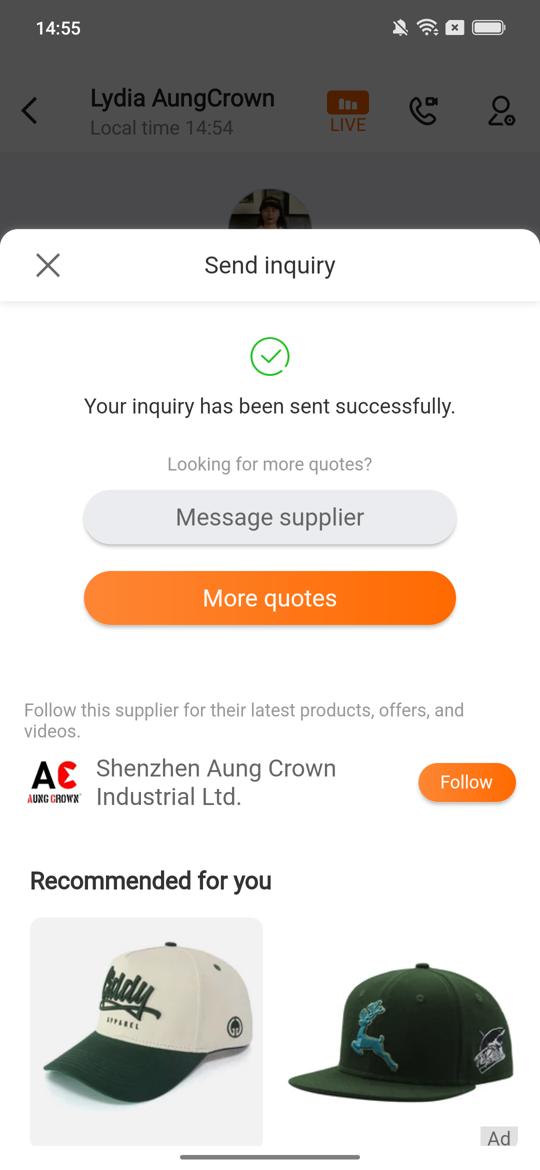 14:55
Lydia AungCrown
Local time 14:54
LIVE
Send inquiry
Your inquiry has been sent successfully.
Looking for more quotes?
Message supplier
More quotes
Follow this supplier for their latest products, offers, and
videos.
AC
AUNG CROWN
Shenzhen Aung Crown
Industrial Ltd.
Follow
Recommended for you
APPAREL
Ad